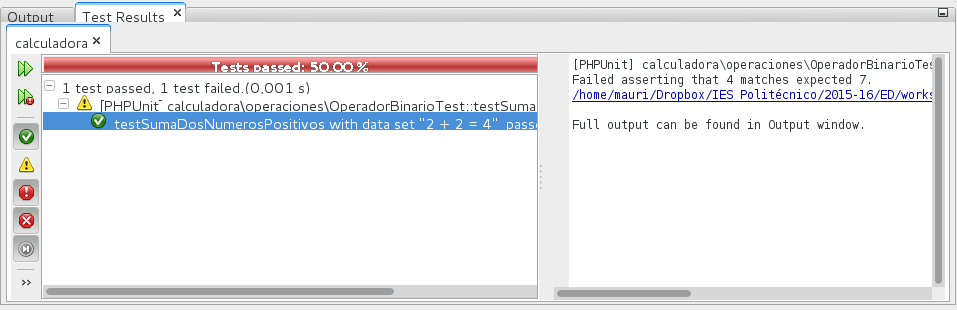 Output
Test Results
calculadora
Tests passed: 50.00 %
1 test passed, 1 test failed.(0,001 s)
[PHPUnit] calculadora\operaciones\OperadorBinarioTest::testSuma
testSumaDosNumerosPositivos with data set "2 + 2 = 4" passe
[PHPUnit] calculadora\operaciones\OperadorBinarioTes
Failed asserting that 4 matches expected 7.
/home/mauri/Dropbox/IES Politécnico/2015-16/ED/works
Full output can be found in Output window.